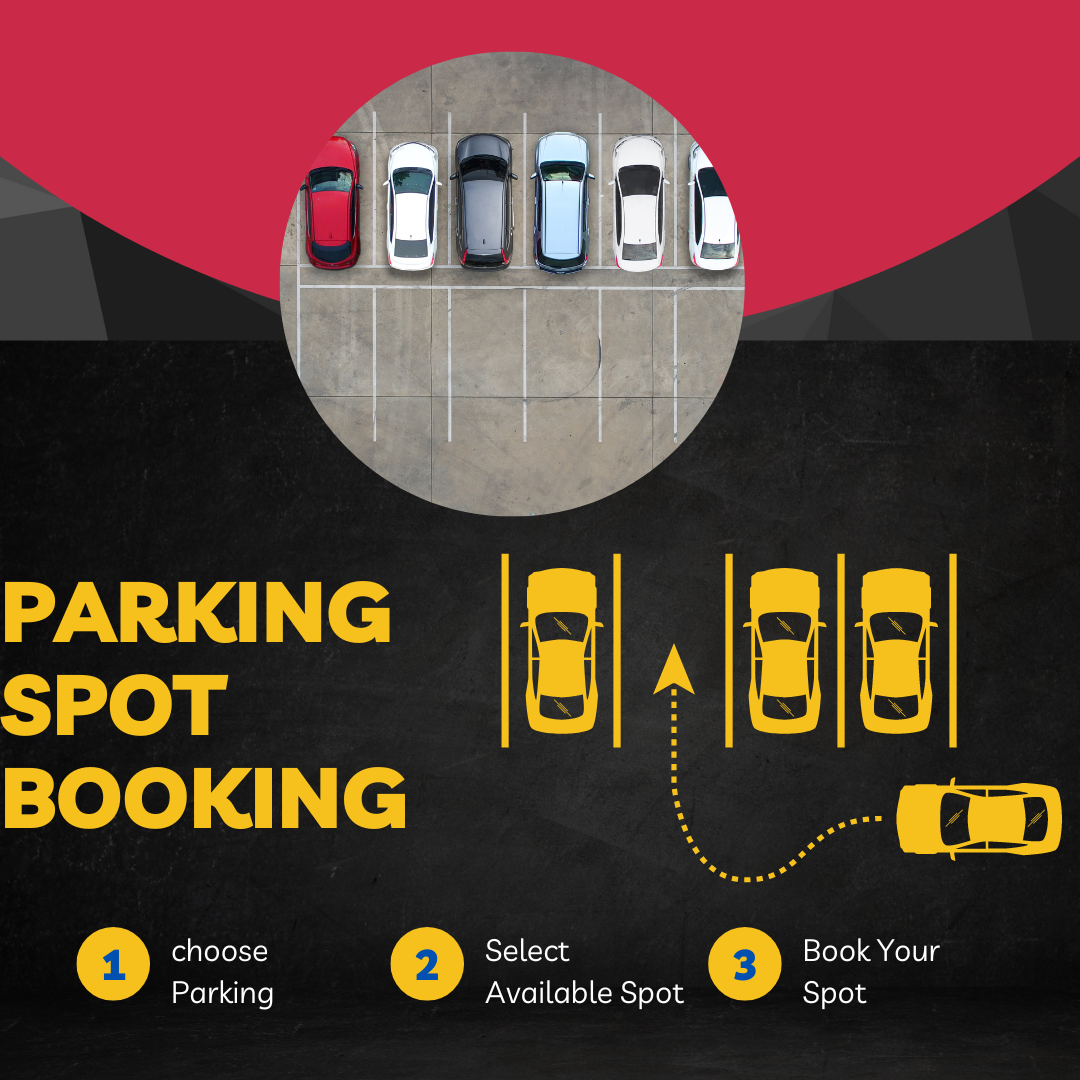 PARKING
SPOT
BOOKING
1
choose
Parking
2
Select
Available Spot
3
Book Your
Spot